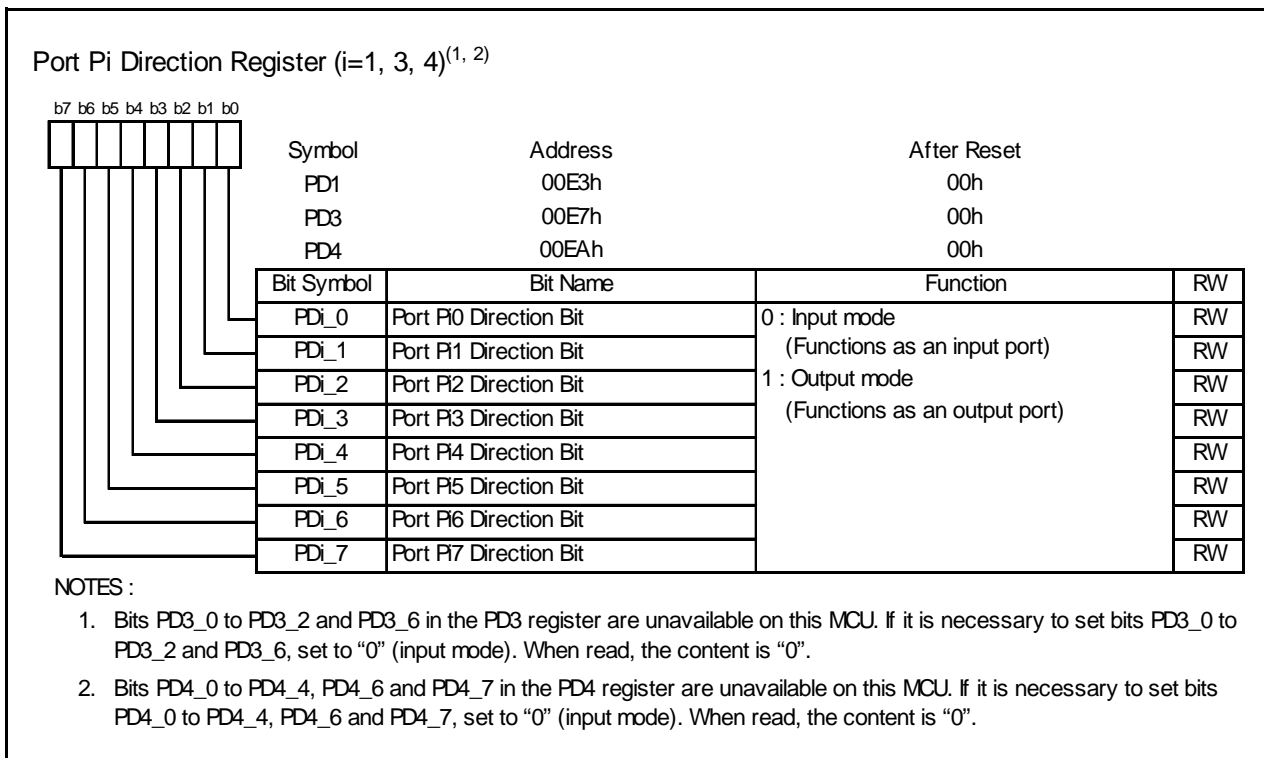 Port Pi Direction Register (i=1, 3, 4)(1, 2)
b7 b6 b5 b4 b3 b2 b1 b0
Symbol Address After Reset
PD1 00E3h 00h
PD3 00E7h 00h
PD4 00EAh 00h
Bit Symbol Bit Name Function RW
PDi_0 Port Pi0 Direction Bit 0 : Input mode RW
PDi_1 Port Pi1 Direction Bit (Functions as an input port) RW
PDi_2 Port Pi2 Direction Bit 1 : Output mode RW
PDi_3 Port Pi3 Direction Bit (Functions as an output port) RW
PDi_4 Port Pi4 Direction Bit RW
PDi_5 Port Pi5 Direction Bit RW
PDi_6 Port Pi6 Direction Bit RW
PDi_7 Port Pi7 Direction Bit RW
NOTES :
1. Bits PD3_0 to PD3_2 and PD3_6 in the PD3 register are unavailable on this MCU. If it is necessary to set bits PD3_0 to
PD3_2 and PD3_6, set to “0” (input mode). When read, the content is “0”.
2. Bits PD4_0 to PD4_4, PD4_6 and PD4_7 in the PD4 register are unavailable on this MCU. If it is necessary to set bits
PD4_0 to PD4_4, PD4_6 and PD4_7, set to “0” (input mode). When read, the content is “0”.